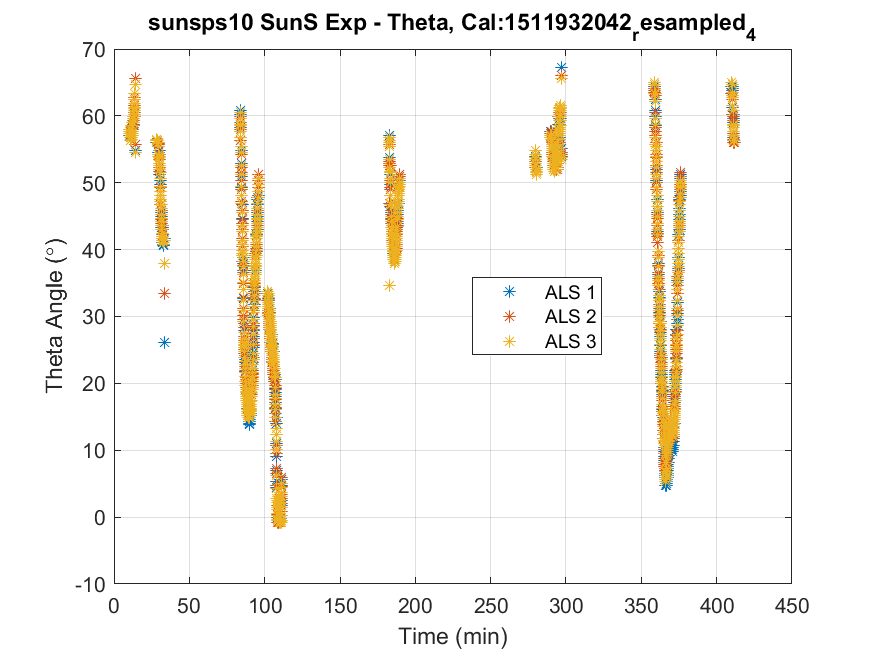 sunsps10 SunS Exp - Theta, Cal:1511932042resampled4
70
60
50
40
30
20
10
0
-10
Theta Angle (°)
ALS 1
ALS 2
ALS 3
0 50 100 150 200 250 300 350 400 450
Time (min)